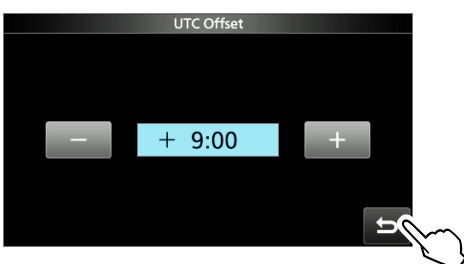 UTC Offset
− + 9:00 +